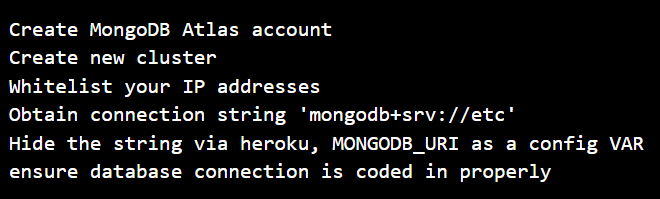 Create MongoDB Atlas account
Create new cluster
Whitelist your IP addresses
Obtain connection string 'mongodb+srv://etc'
Hide the string via heroku, MONGODB_URI as a config VAR
ensure database connection is coded in properly